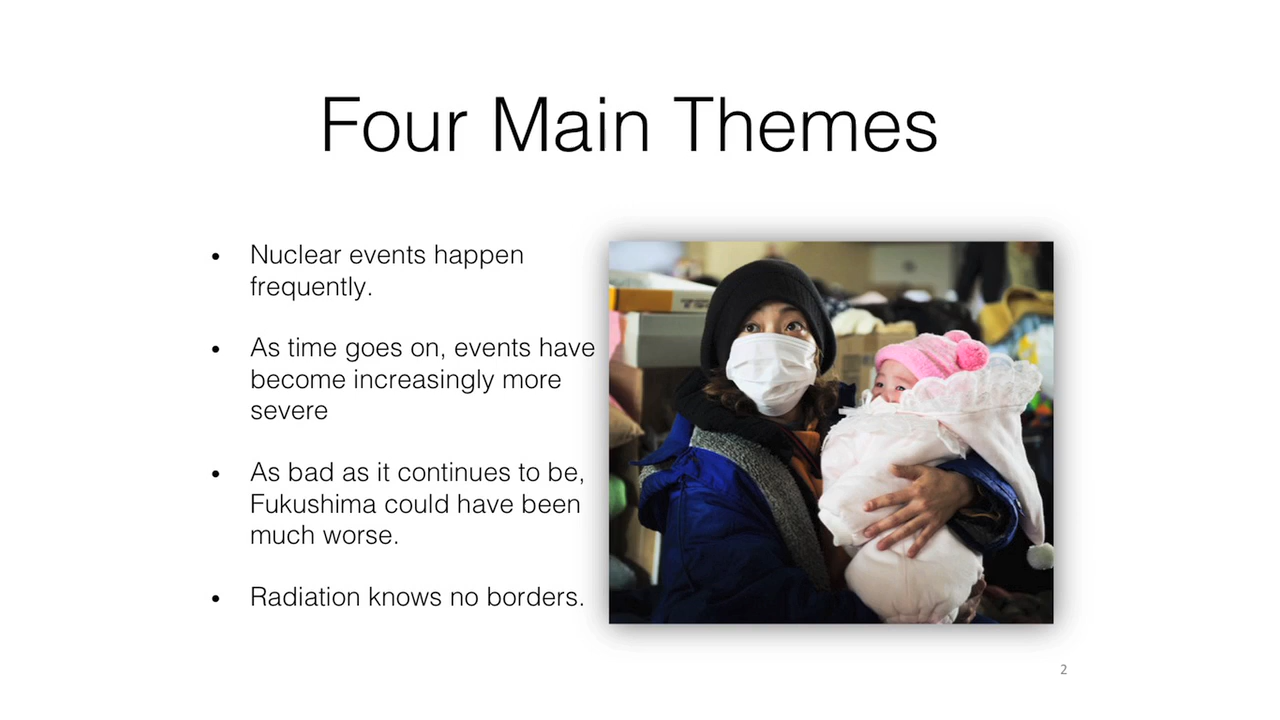 Four Main Themes
• Nuclear events happen
frequently.
• As time goes on, events have
become increasingly more
severe
• As bad as it continues to be,
Fukushima could have been
much worse.
• Radiation knows no borders.
2